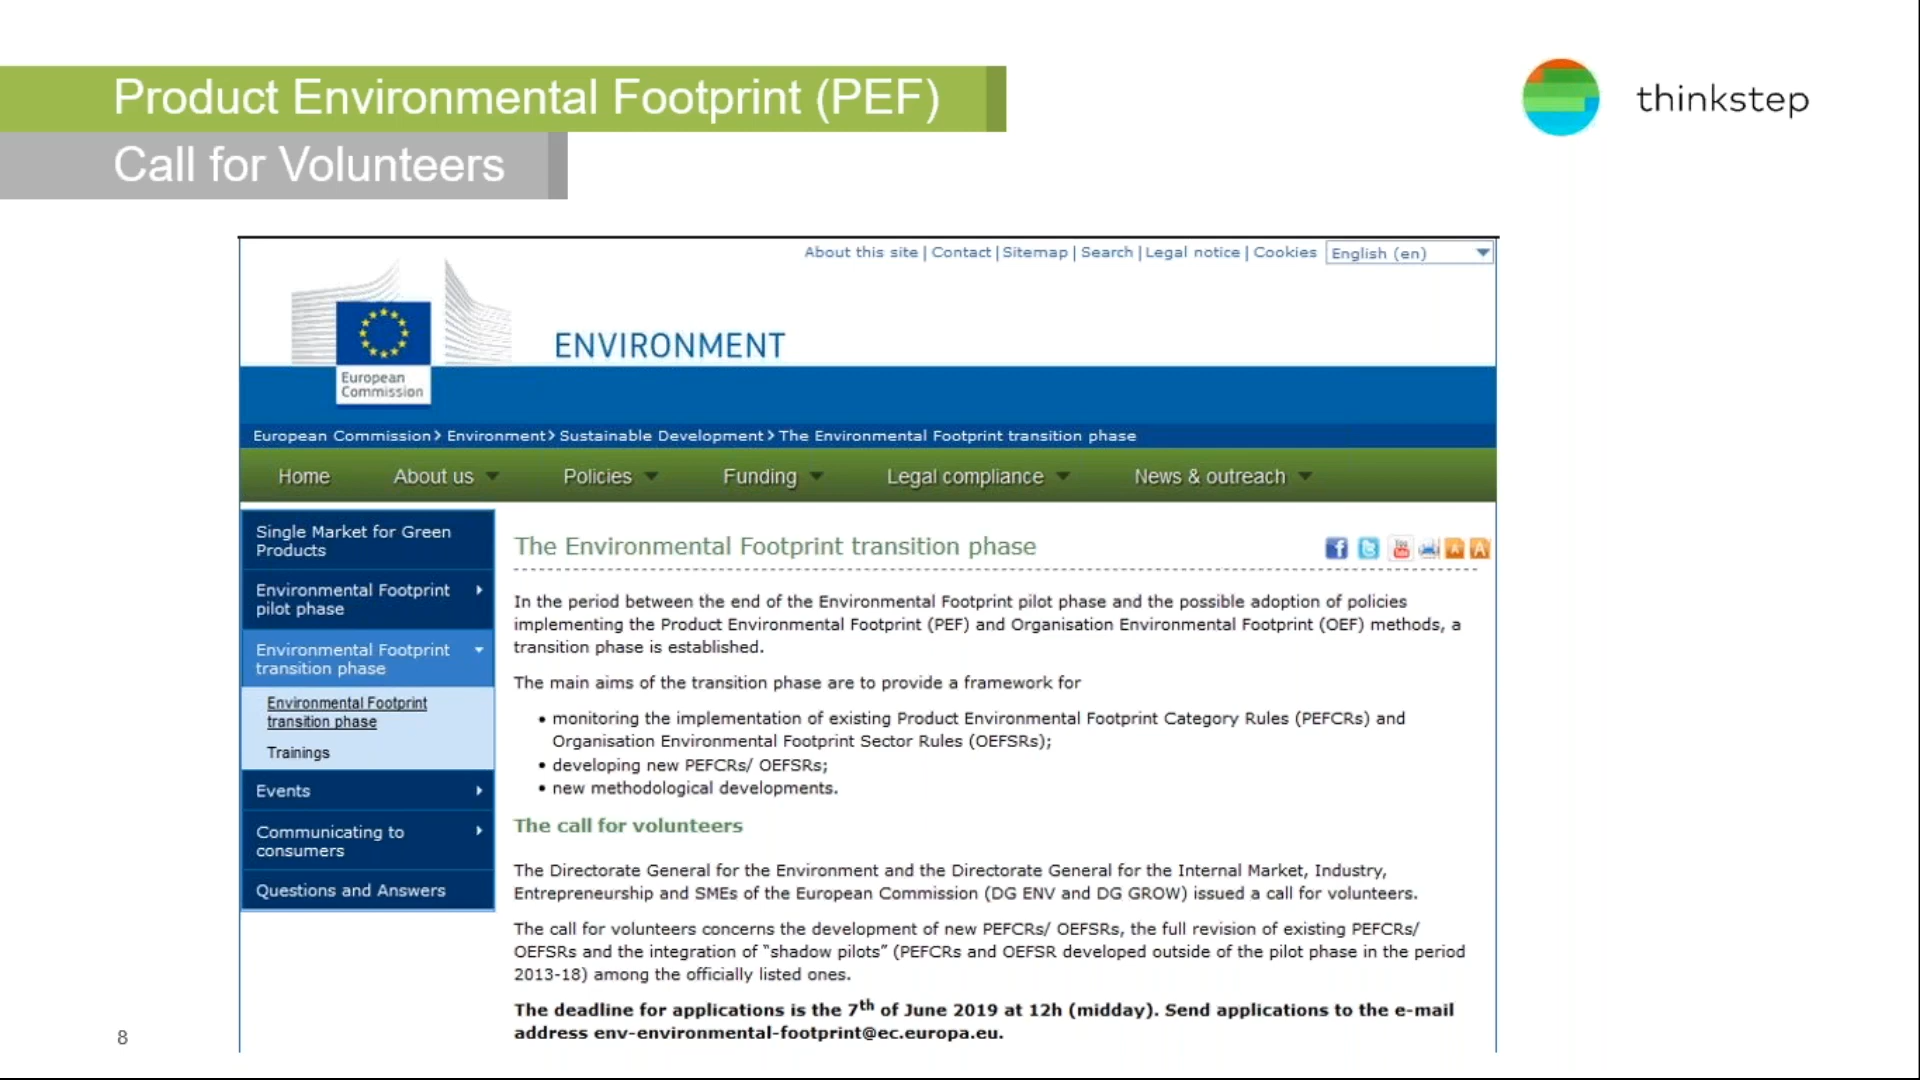 Product Environmental Footprint (PEF)
Call for Volunteers
thinkstep
About this site | Contact | Sitemap | Search | Legal notice | Cookies
English (en)
European
Commission
ENVIRONMENT
European Commission > Environment > Sustainable Development > The Environmental Footprint transition phase
Home About us Policies Funding Legal compliance News & outreach
Single Market for Green
Products
Environmental Footprint
pilot phase
Environmental Footprint
transition phase
Environmental Footprint
transition phase
Trainings
Events
Communicating to
consumers
Questions and Answers
The Environmental Footprint transition phase
In the period between the end of the Environmental Footprint pilot phase and the possible adoption of policies
implementing the Product Environmental Footprint (PEF) and Organisation Environmental Footprint (OEF) methods, a
transition phase is established.
The main aims of the transition phase are to provide a framework for
• monitoring the implementation of existing Product Environmental Footprint Category Rules (PEFCRs) and
Organisation Environmental Footprint Sector Rules (OEFSRs);
• developing new PEFCRs/ OEFSRs;
• new methodological developments.
The call for volunteers
The Directorate General for the Environment and the Directorate General for the Internal Market, Industry,
Entrepreneurship and SMEs of the European Commission (DG ENV and DG GROW) issued a call for volunteers.
The call for volunteers concerns the development of new PEFCRs/ OEFSRs, the full revision of existing PEFCRs/
OEFSRs and the integration of “shadow pilots” (PEFCRs and OEFSR developed outside of the pilot phase in the period
2013-18) among the officially listed ones.
The deadline for applications is the 7th of June 2019 at 12h (midday). Send applications to the e-mail
address env-environmental-footprint@ec.europa.eu.
8